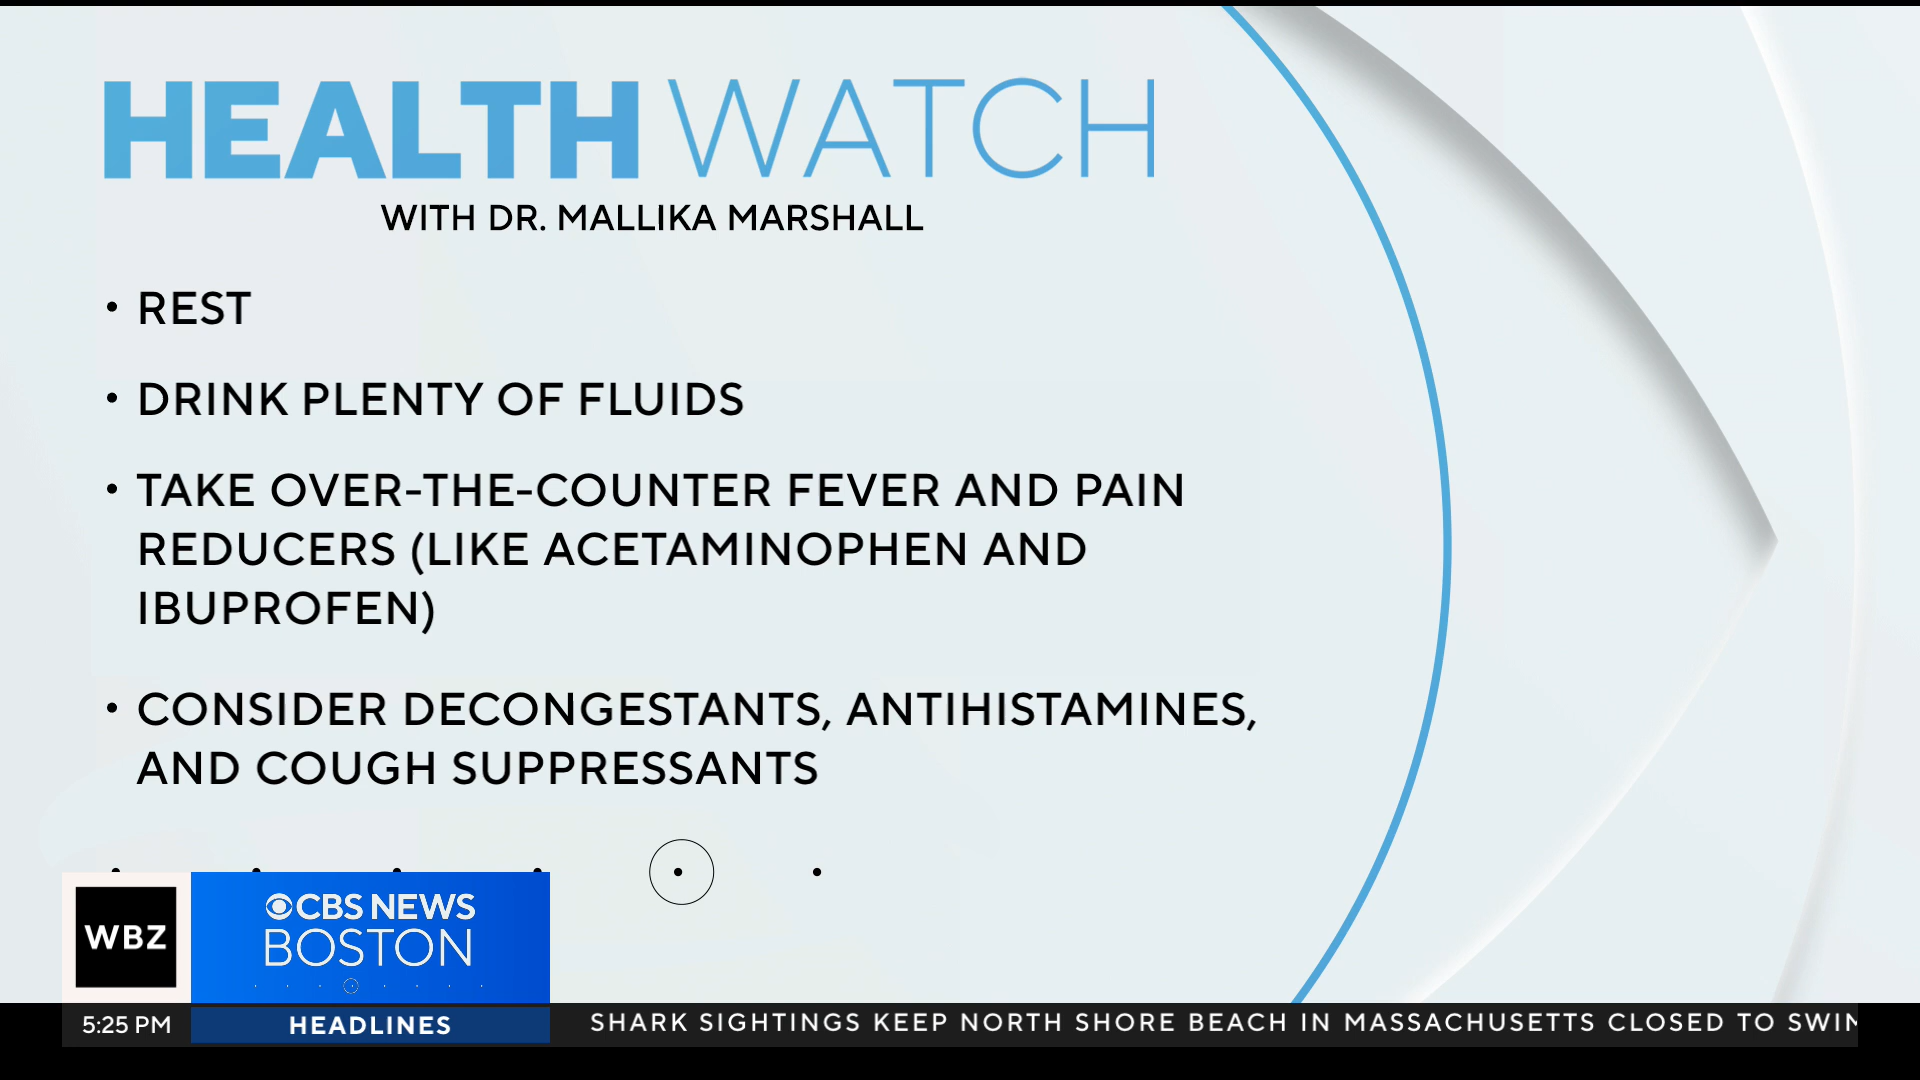 HEALTH WATCH
WITH DR. MALLIKA MARSHALL
• REST
• DRINK PLENTY OF FLUIDS
• TAKE OVER-THE-COUNTER FEVER AND PAIN
REDUCERS (LIKE ACETAMINOPHEN AND
IBUPROFEN)
• CONSIDER DECONGESTANTS, ANTIHISTAMINES,
AND COUGH SUPPRESSANTS
WBZ
CBS NEWS
BOSTON
5:25 PM
HEADLINES
SHARK SIGHTINGS KEEP NORTH SHORE BEACH IN MASSACHUSETTS CLOSED TO